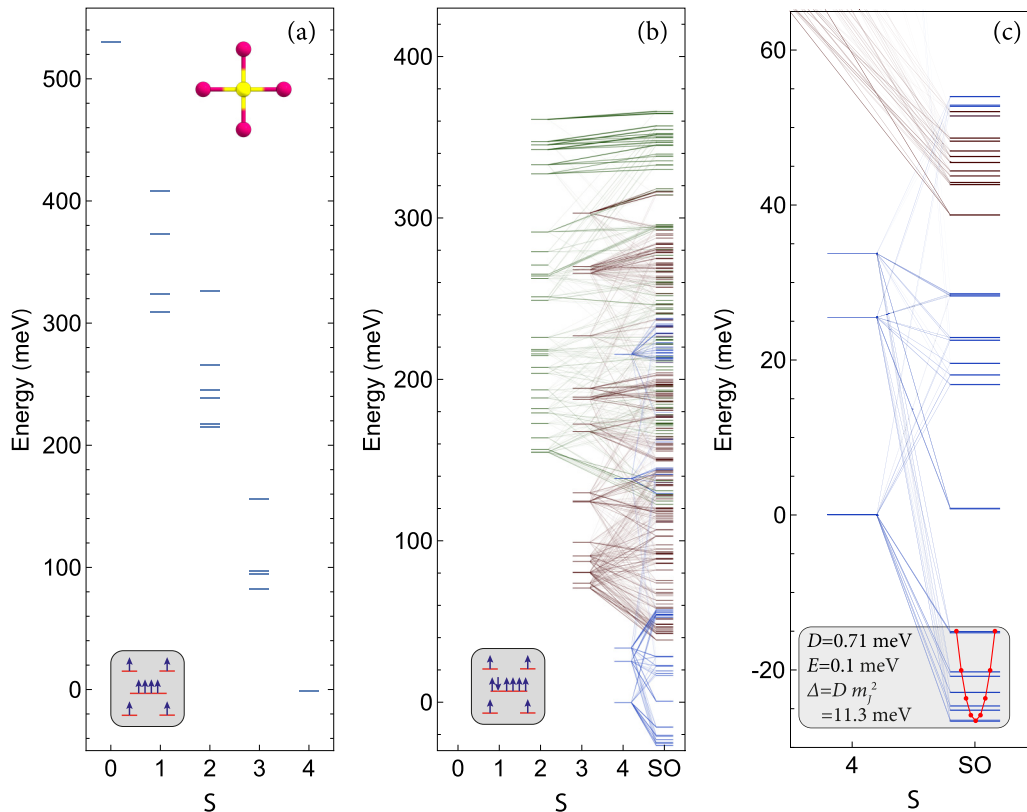 (a)
Energy (meV)
500
400
300
200
100
0
0 1 2 3 4
S
(b)
Energy (meV)
400
300
200
100
0
0 1 2 3 4 SO
S
(c)
Energy (meV)
60
40
20
0
-20
D=0.71 meV
E=0.1 meV
Δ=D m_J^2
=11.3 meV
4 SO
S